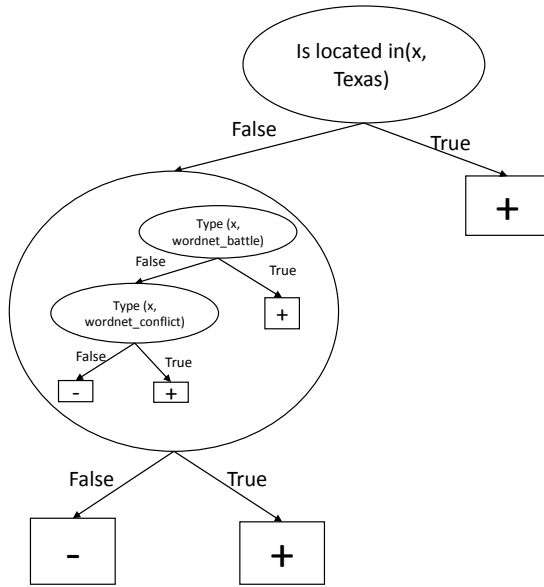 Is located in(x,
Texas)
False
True
+
Type (x,
wordnet_battle)
False
True
Type (x,
wordnet_conflict)
+
False
True
-
+
False
True
-
+